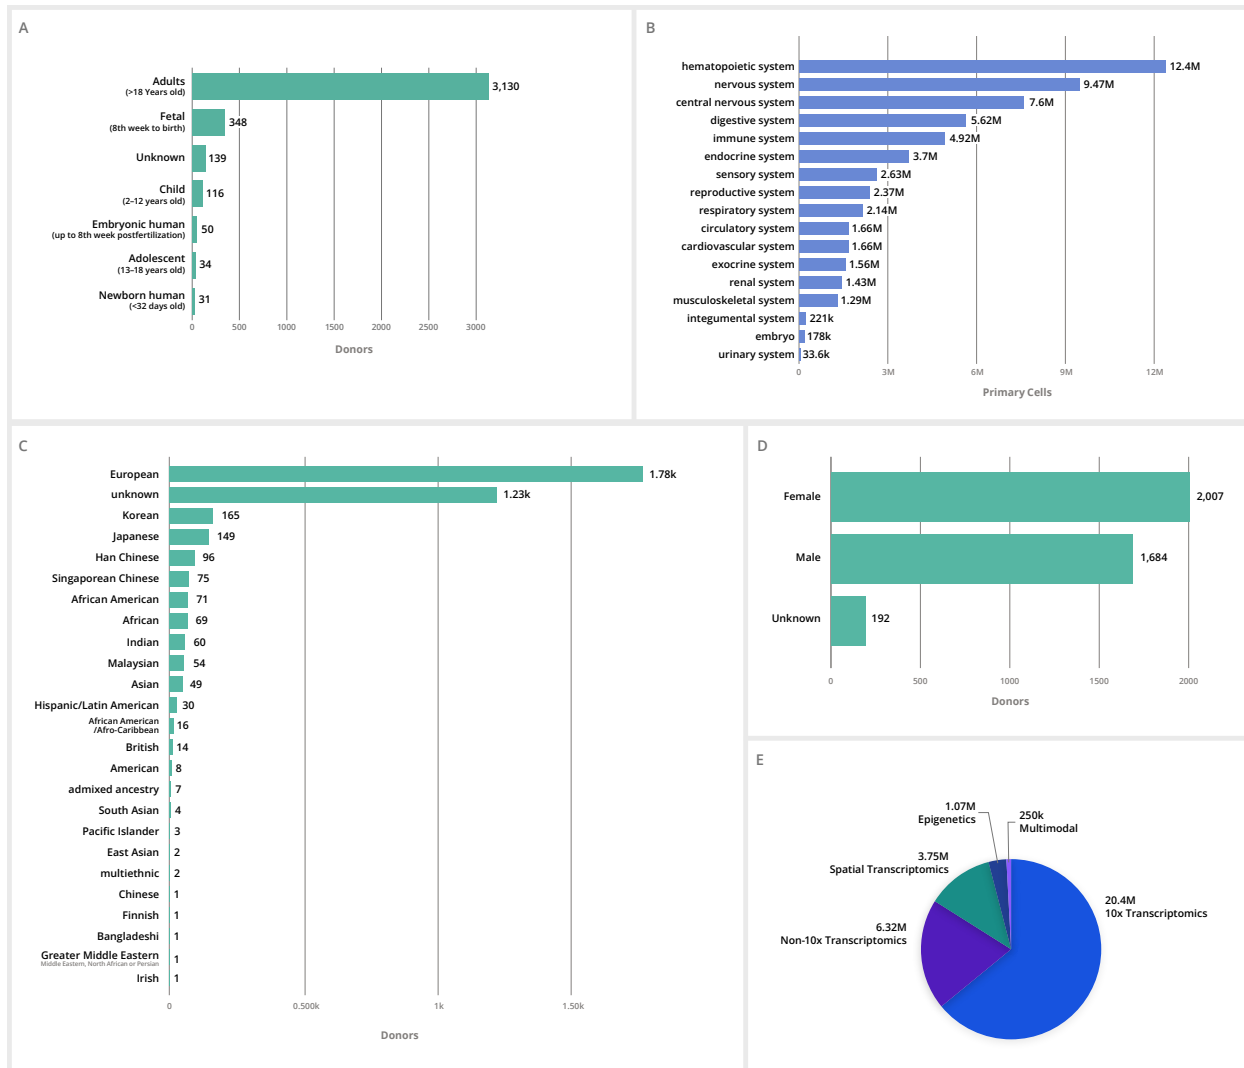 A
Adults
(>18 Years old)
3,130
Fetal
(8th week to birth)
348
Unknown
139
Child
(2–12 years old)
116
Embryonic human
(up to 8th week postfertilization)
50
Adolescent
(13–18 years old)
34
Newborn human
(<32 days old)
31
0 500 1000 1500 2000 2500 3000
Donors
B
hematopoietic system 12.4M
nervous system 9.47M
central nervous system 7.6M
digestive system 5.62M
immune system 4.92M
endocrine system 3.7M
sensory system 2.63M
reproductive system 2.37M
respiratory system 2.14M
circulatory system 1.66M
cardiovascular system 1.66M
exocrine system 1.56M
renal system 1.43M
musculoskeletal system 1.29M
integumental system 221k
embryo 178k
urinary system 33.6k
0 3M 6M 9M 12M
Primary Cells
C
European 1.78k
unknown 1.23k
Korean 165
Japanese 149
Han Chinese 96
Singaporean Chinese 75
African American 71
African 69
Indian 60
Malaysian 54
Asian 49
Hispanic/Latin American 30
African American
/Afro-Caribbean
16
British 14
American 8
admixed ancestry 7
South Asian 4
Pacific Islander 3
East Asian 2
multiethnic 2
Chinese 1
Finnish 1
Bangladeshi 1
Greater Middle Eastern
Middle Eastern, North African or Persian
1
Irish 1
0 0.500k 1k 1.50k
Donors
D
Female 2,007
Male 1,684
Unknown 192
0 500 1000 1500 2000
Donors
E
1.07M
Epigenetics
250k
Multimodal
3.75M
Spatial Transcriptomics
20.4M
10x Transcriptomics
6.32M
Non-10x Transcriptomics